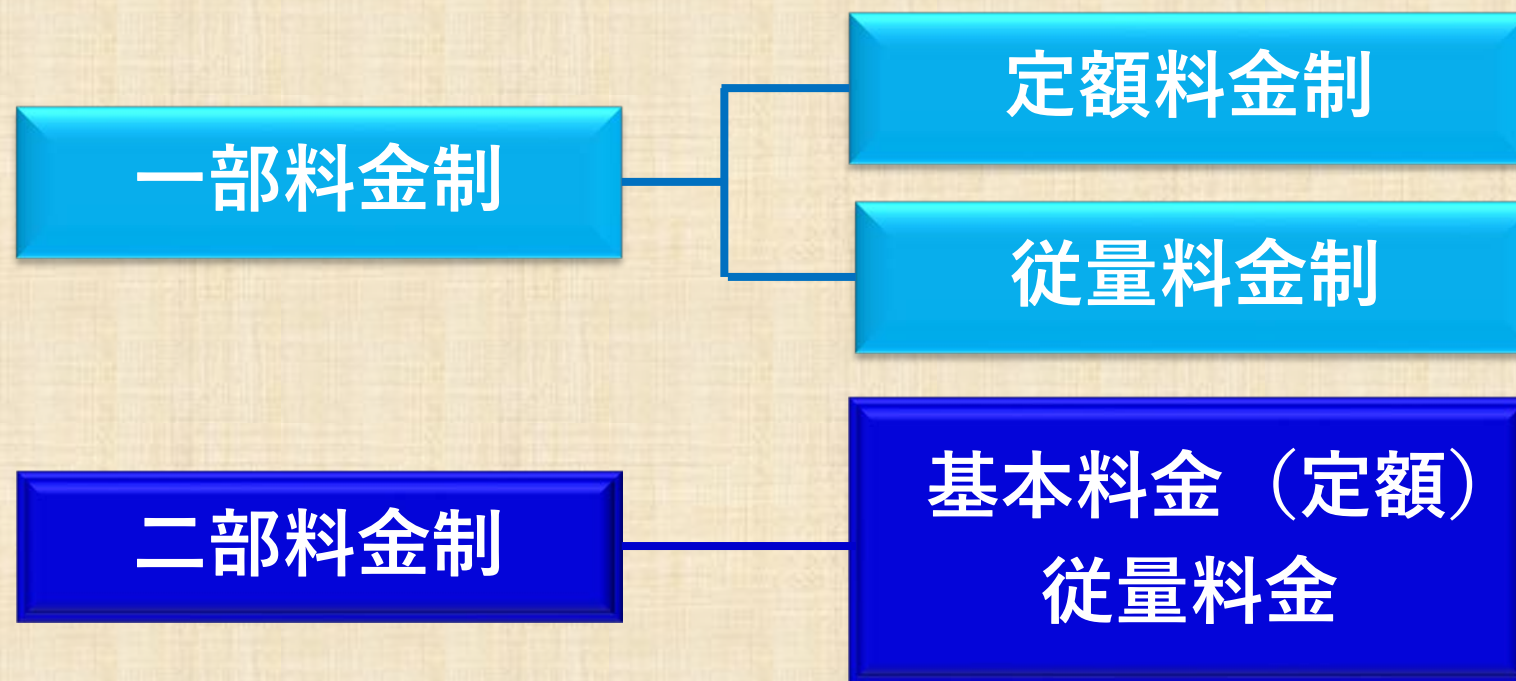 一部料金制
定額料金制
従量料金制
二部料金制
基本料金（定額）
従量料金